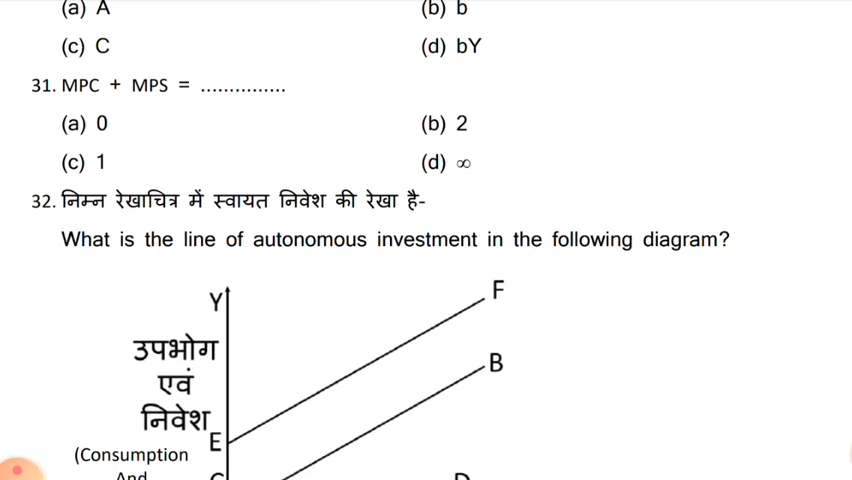 (a) A (b) b
(c) C (d) bY
31. MPC + MPS = ...............
(a) 0 (b) 2
(c) 1 (d) ∞
32. निम्न रेखाचित्र में स्वायत निवेश की रेखा है-
What is the line of autonomous investment in the following diagram?
Y
F
उपभोग
B
एवं
निवेश
E
(Consumption
And